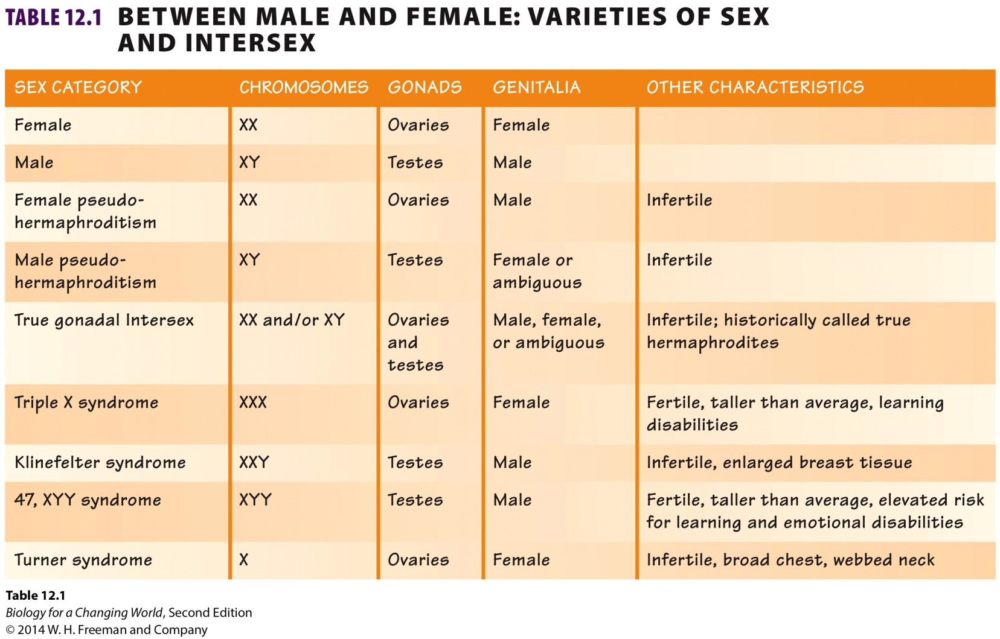 TABLE 12.1 BETWEEN MALE AND FEMALE: VARIETIES OF SEX
AND INTERSEX
SEX CATEGORY CHROMOSOMES GONADS GENITALIA OTHER CHARACTERISTICS
Female XX Ovaries Female
Male XY Testes Male
Female pseudo- XX Ovaries Male Infertile
hermaphroditism
Male pseudo- XY Testes Female or Infertile
hermaphroditism ambiguous
True gonadal Intersex XX and/or XY Ovaries Male, female, Infertile; historically called true
and or ambiguous hermaphrodites
testes
Triple X syndrome XXX Ovaries Female Fertile, taller than average, learning
disabilities
Klinefelter syndrome XXY Testes Male Infertile, enlarged breast tissue
47, XYY syndrome XYY Testes Male Fertile, taller than average, elevated risk
for learning and emotional disabilities
Turner syndrome X Ovaries Female Infertile, broad chest, webbed neck
Table 12.1
Biology for a Changing World, Second Edition
© 2014 W. H. Freeman and Company